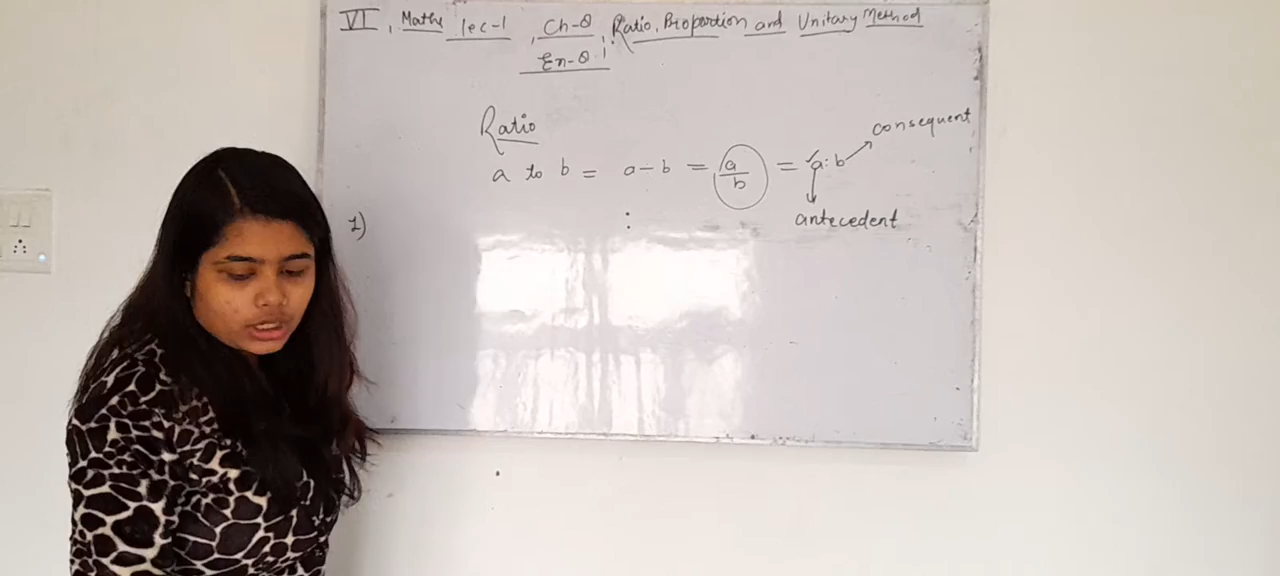 VI, Maths lec-1, Ch-8, Ratio, Proportion and Unitary Method
Ex-8.1
Ratio
a to b = a÷b = a/b = a:b
consequent
antecedent
1)
: